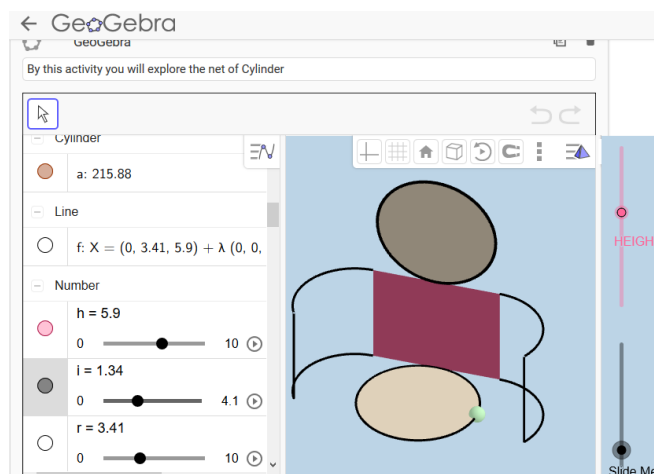 GeoGebra
GeoGebra
By this activity you will explore the net of Cylinder
Cylinder
a: 215.88
Line
f: X = (0, 3.41, 5.9) + λ (0, 0,
Number
h = 5.9
0 10
i = 1.34
0 4.1
r = 3.41
0 10
HEIGH
Slide Me